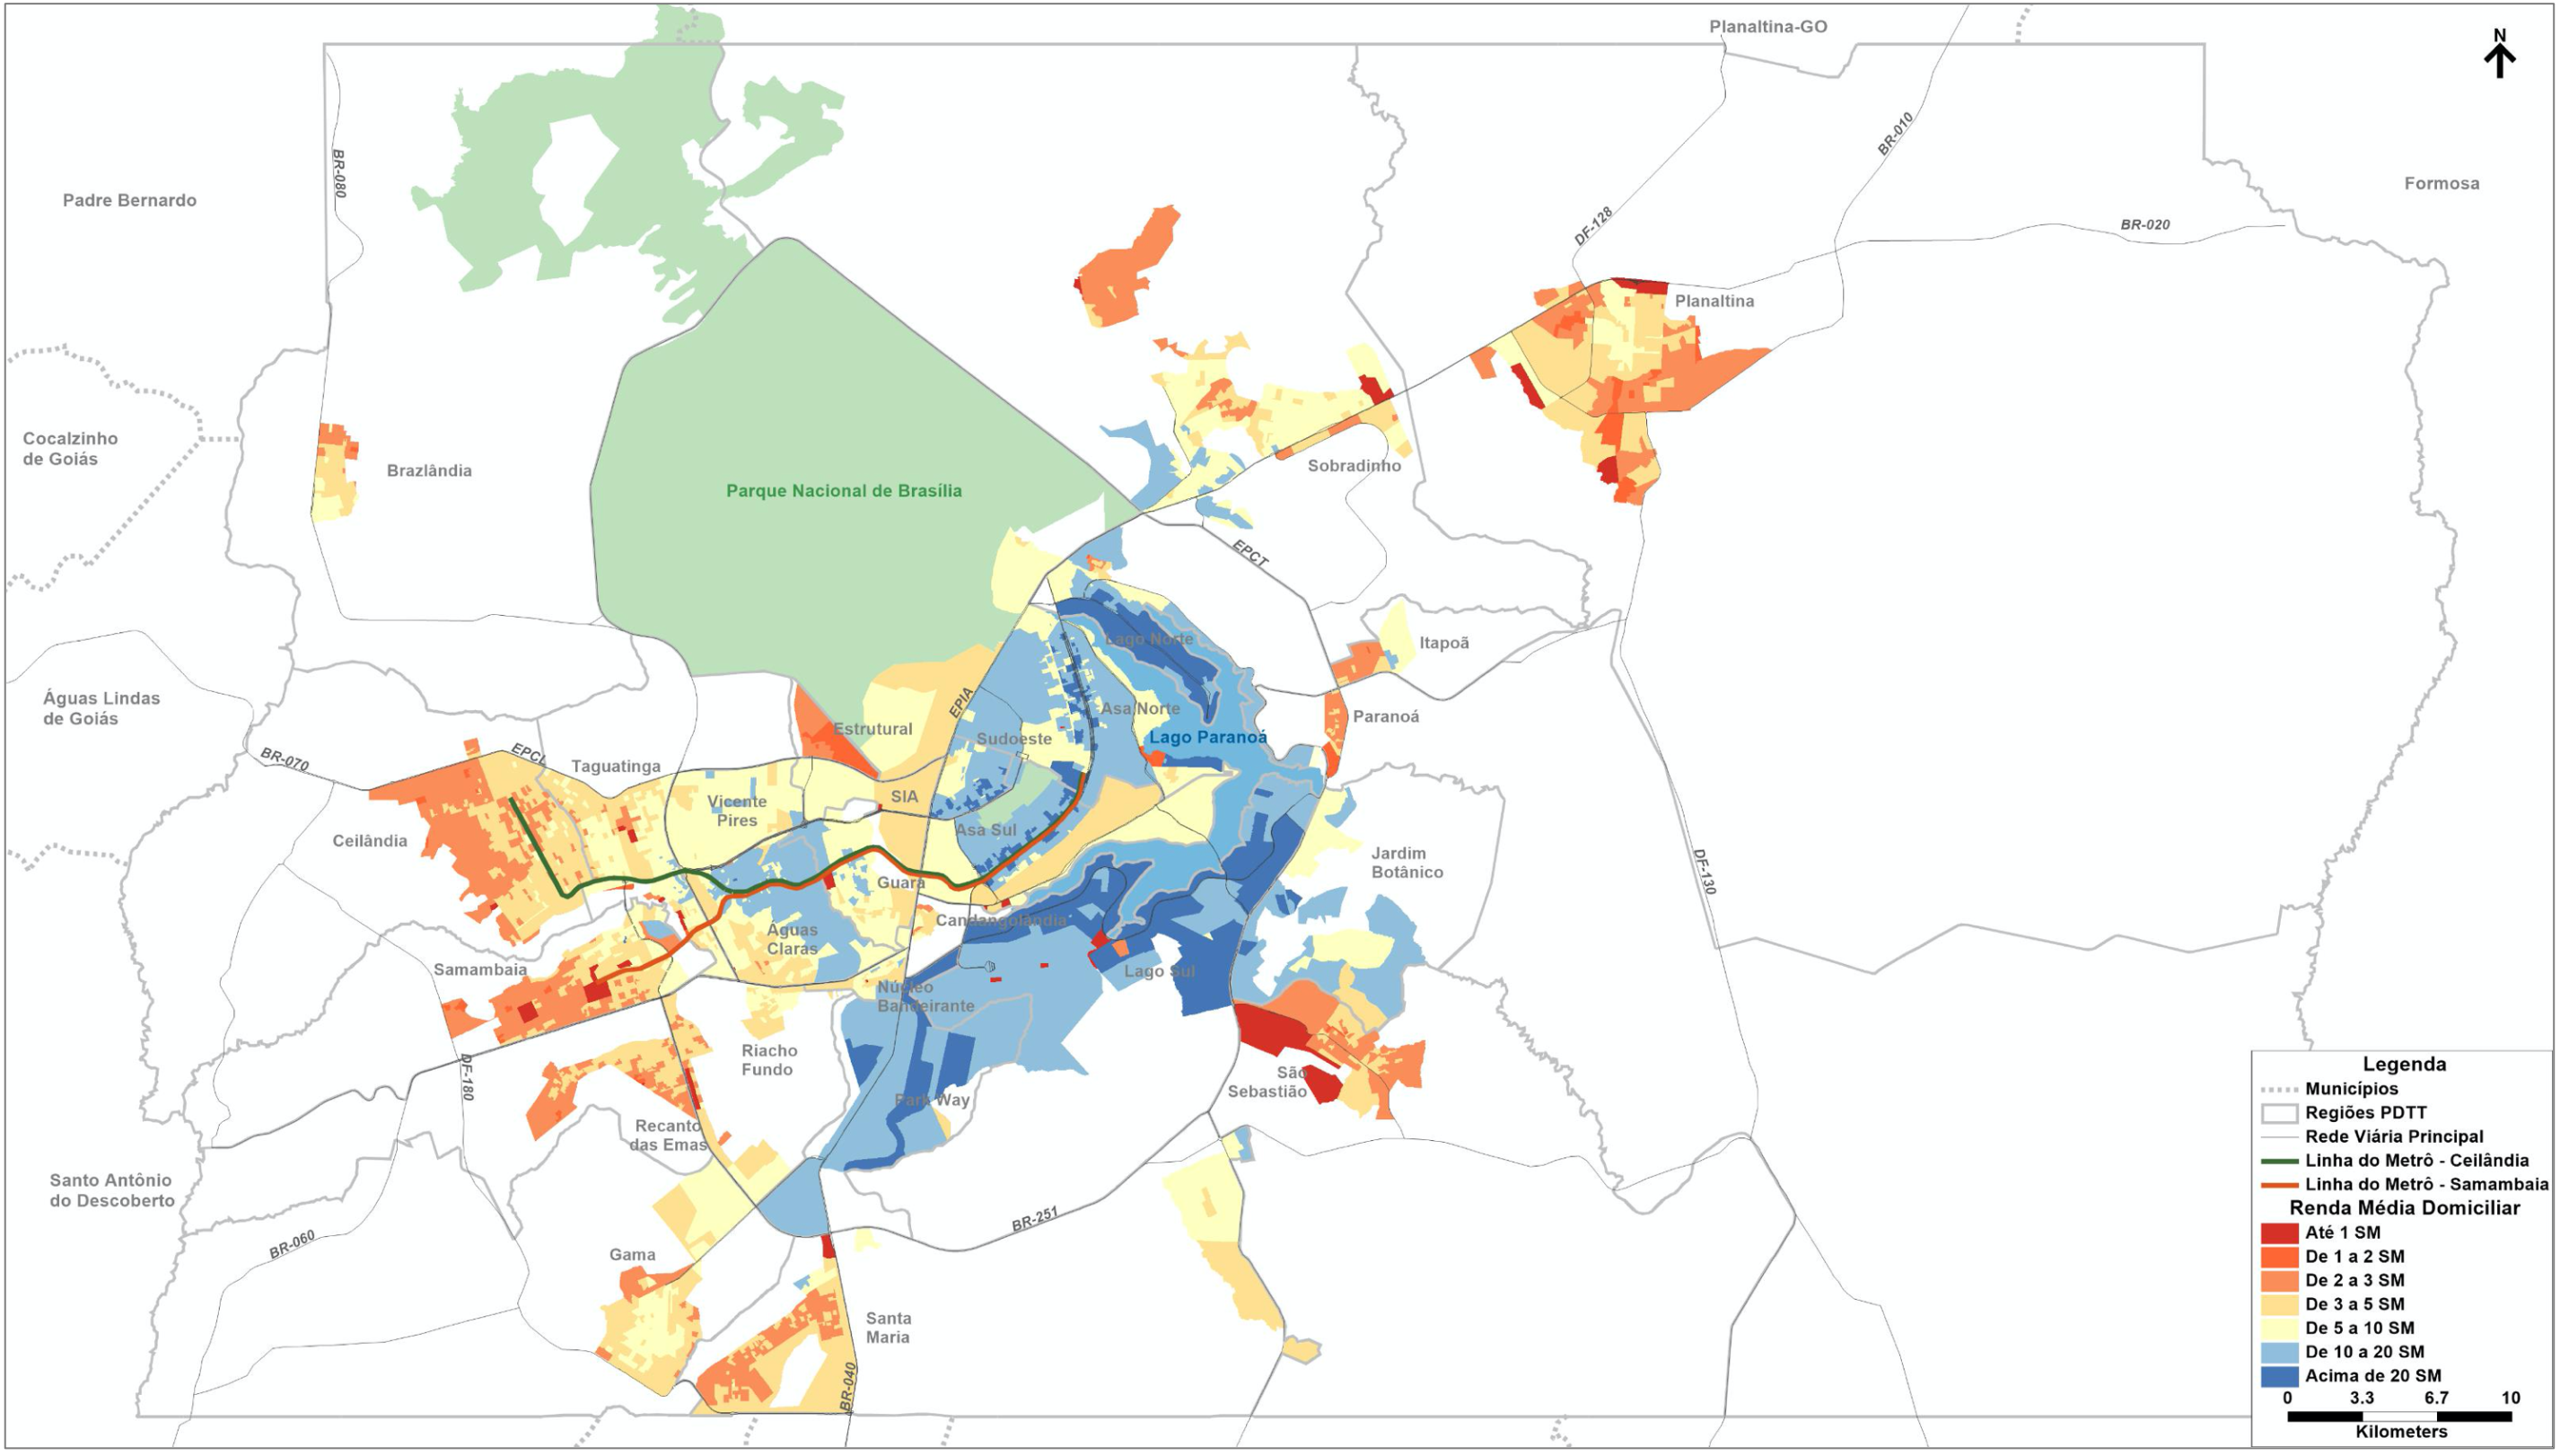 Planaltina-GO
N
BR-010
BR-080
Padre Bernardo
Formosa
DF-128
BR-020
Planaltina
Cocalzinho
de Goiás
Brazlândia
Sobradinho
Parque Nacional de Brasília
EPCT
Lago Norte
Itapoã
Águas Lindas
de Goiás
EPIA
Asa Norte
Paranoá
Estrutural
Sudoeste
Lago Paranoá
BR-070
EPCL
Taguatinga
Vicente
Pires
SIA
Asa Sul
Ceilândia
Jardim
Botânico
DF-130
Guará
Candangolândia
Águas
Claras
Samambaia
Lago Sul
Núcleo
Bandeirante
Riacho
Fundo
DF-180
São
Sebastião
Park Way
Recanto
das Emas
Santo Antônio
do Descoberto
BR-251
BR-060
Gama
Santa
Maria
BR-040
Legenda
Municípios
Regiões PDTT
Rede Viária Principal
Linha do Metrô - Ceilândia
Linha do Metrô - Samambaia
Renda Média Domiciliar
Até 1 SM
De 1 a 2 SM
De 2 a 3 SM
De 3 a 5 SM
De 5 a 10 SM
De 10 a 20 SM
Acima de 20 SM
0 3.3 6.7 10
Kilometers